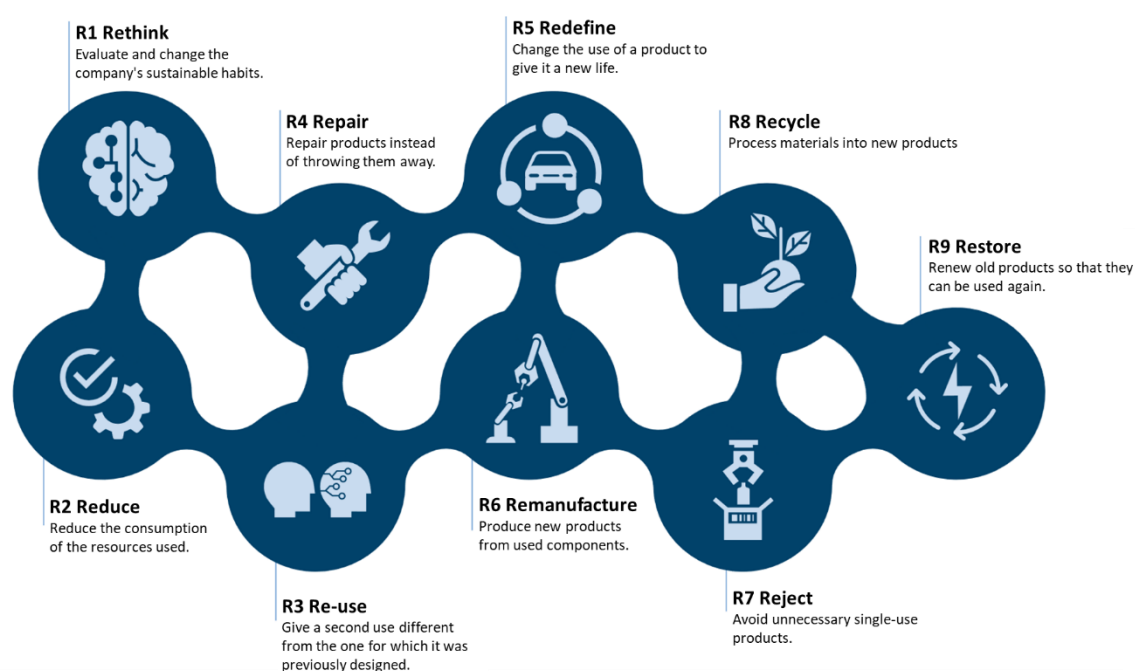 R1 Rethink
Evaluate and change the
company's sustainable habits.
R2 Reduce
Reduce the consumption
of the resources used.
R3 Re-use
Give a second use different
from the one for which it was
previously designed.
R4 Repair
Repair products instead
of throwing them away.
R5 Redefine
Change the use of a product to
give it a new life.
R6 Remanufacture
Produce new products
from used components.
R7 Reject
Avoid unnecessary single-use
products.
R8 Recycle
Process materials into new products
R9 Restore
Renew old products so that they
can be used again.